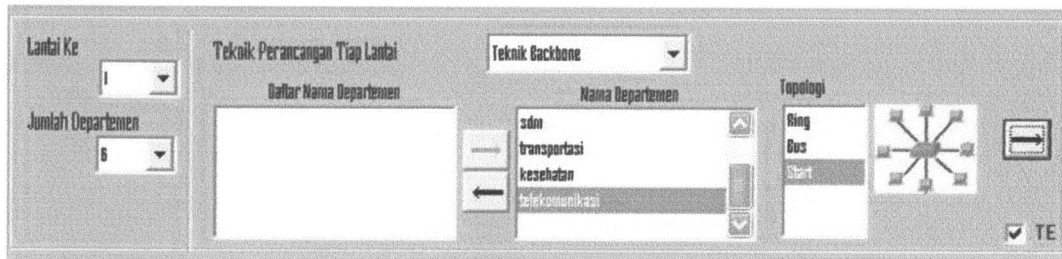 Lantai Ke
1
Jumlah Departemen
6
Teknik Perancangan Tiap Lantai
Teknik Backbone
Daftar Nama Departemen
Nama Departemen
sdm
transportasi
kesehatan
telekomunikasi
Topologi
Ring
Bus
Start
TE